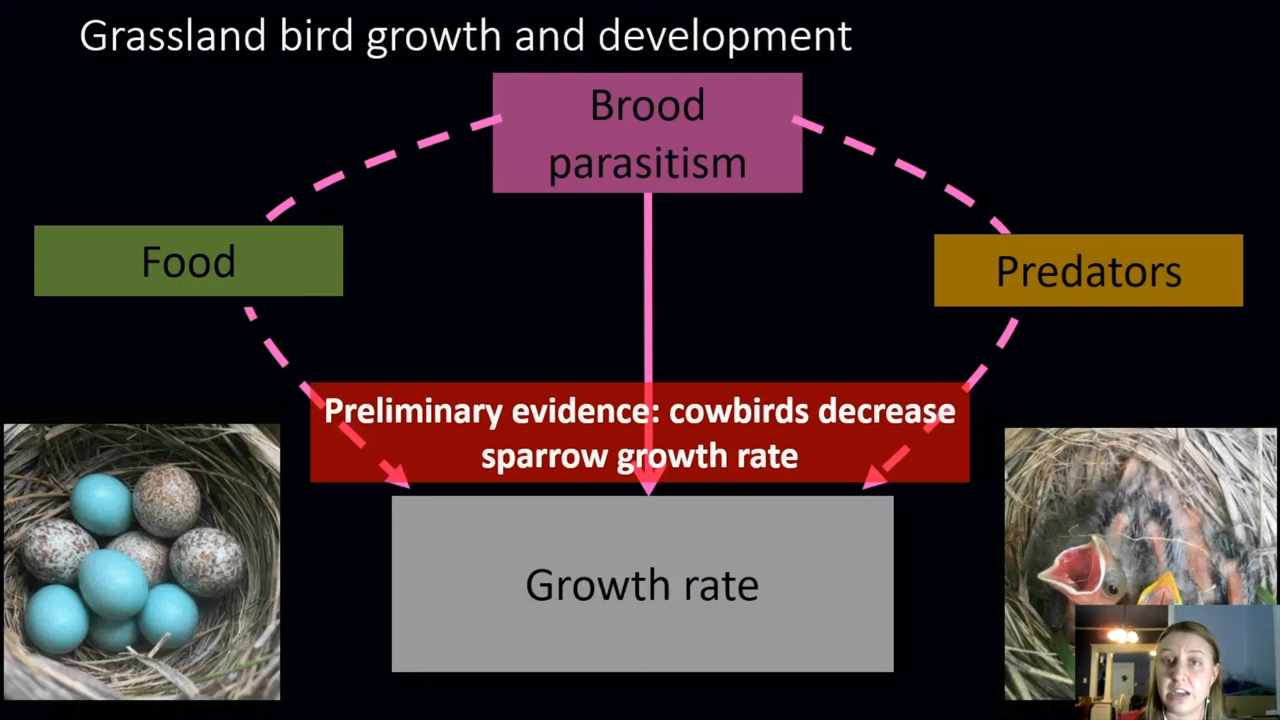 Grassland bird growth and development
Brood
parasitism
Food
Predators
Preliminary evidence: cowbirds decrease
sparrow growth rate
Growth rate